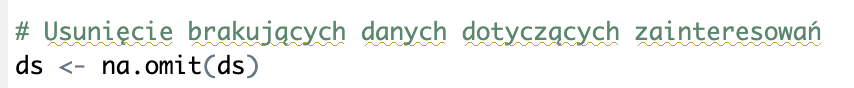 # Usunięcie brakujących danych dotyczących zainteresowań
ds <- na.omit(ds)